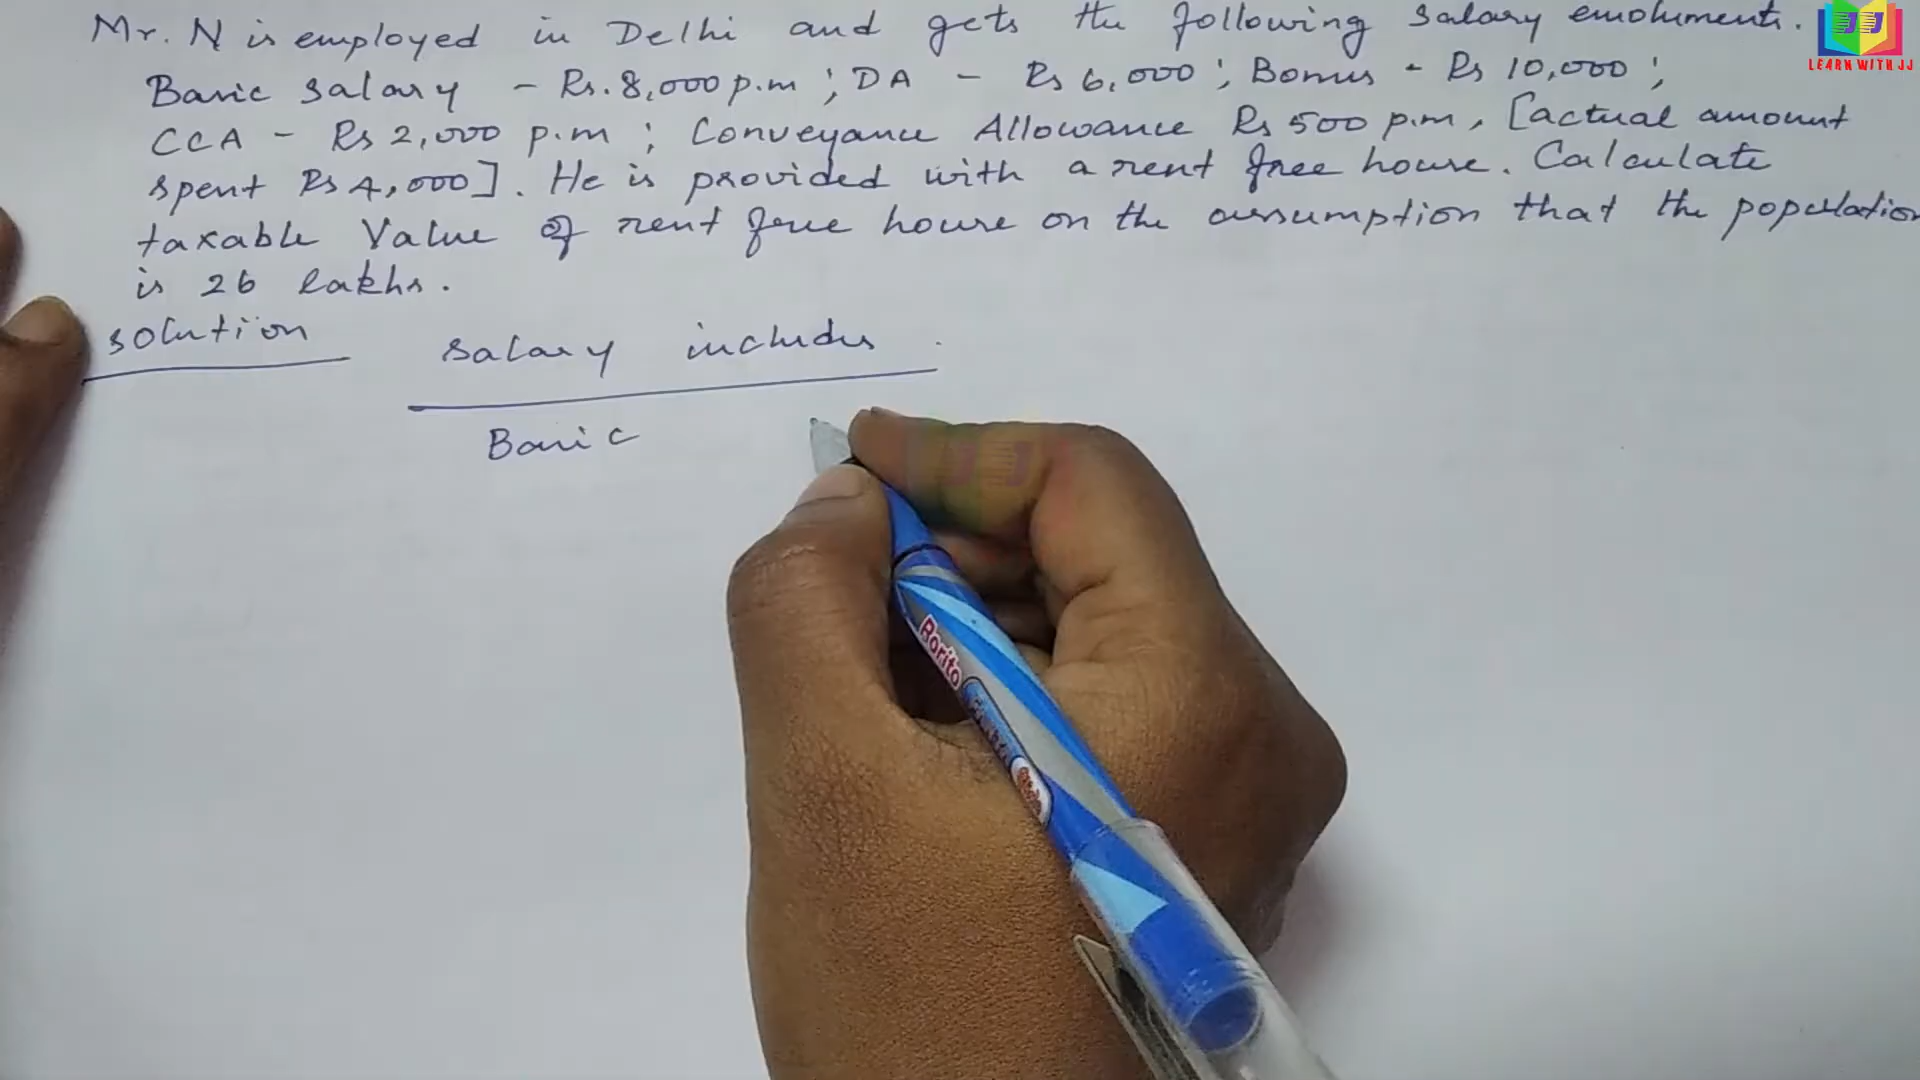 Mr. N is employed in Delhi and gets the following salary emoluments.
Basic salary - Rs. 8,000 p.m ; DA - Rs 6,000 ; Bonus - Rs 10,000 ;
CCA - Rs 2,000 p.m ; Conveyance Allowance Rs 500 p.m, [actual amount
spent Rs 4,000]. He is provided with a rent free house. Calculate
taxable Value of rent free house on the assumption that the population
is 26 lakhs.
solution
salary includes
Basic
LEARN WITH JJ
Rorito